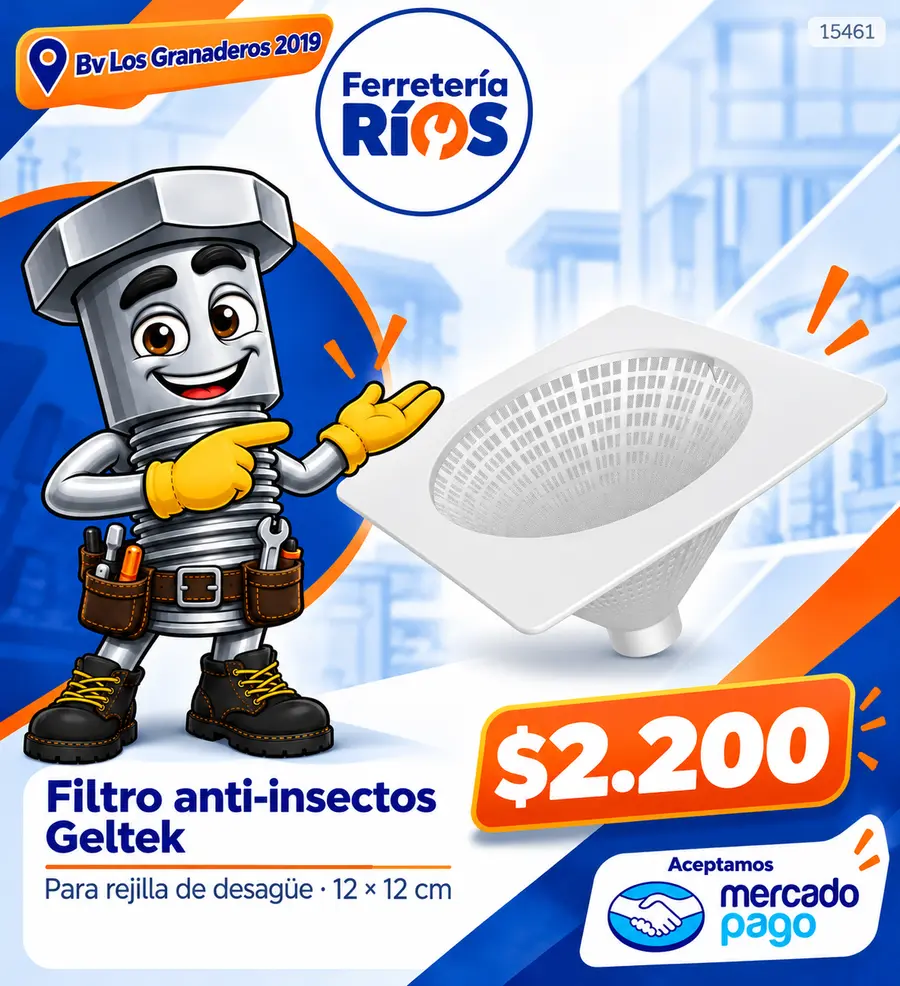 Bv Los Granaderos 2019
Ferretería
RÍOS
15461
$2.200
Filtro anti-insectos
Geltek
Para rejilla de desagüe · 12 × 12 cm
Aceptamos
mercado
pago